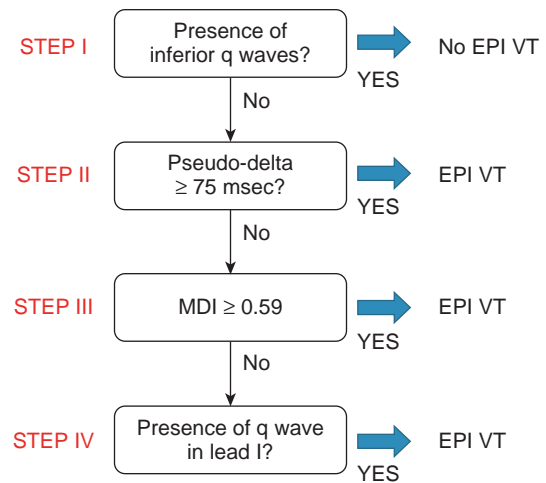 STEP I
Presence of
inferior q waves?
YES
No EPI VT
No
STEP II
Pseudo-delta
≥ 75 msec?
YES
EPI VT
No
STEP III
MDI ≥ 0.59
YES
EPI VT
No
STEP IV
Presence of q wave
in lead I?
YES
EPI VT